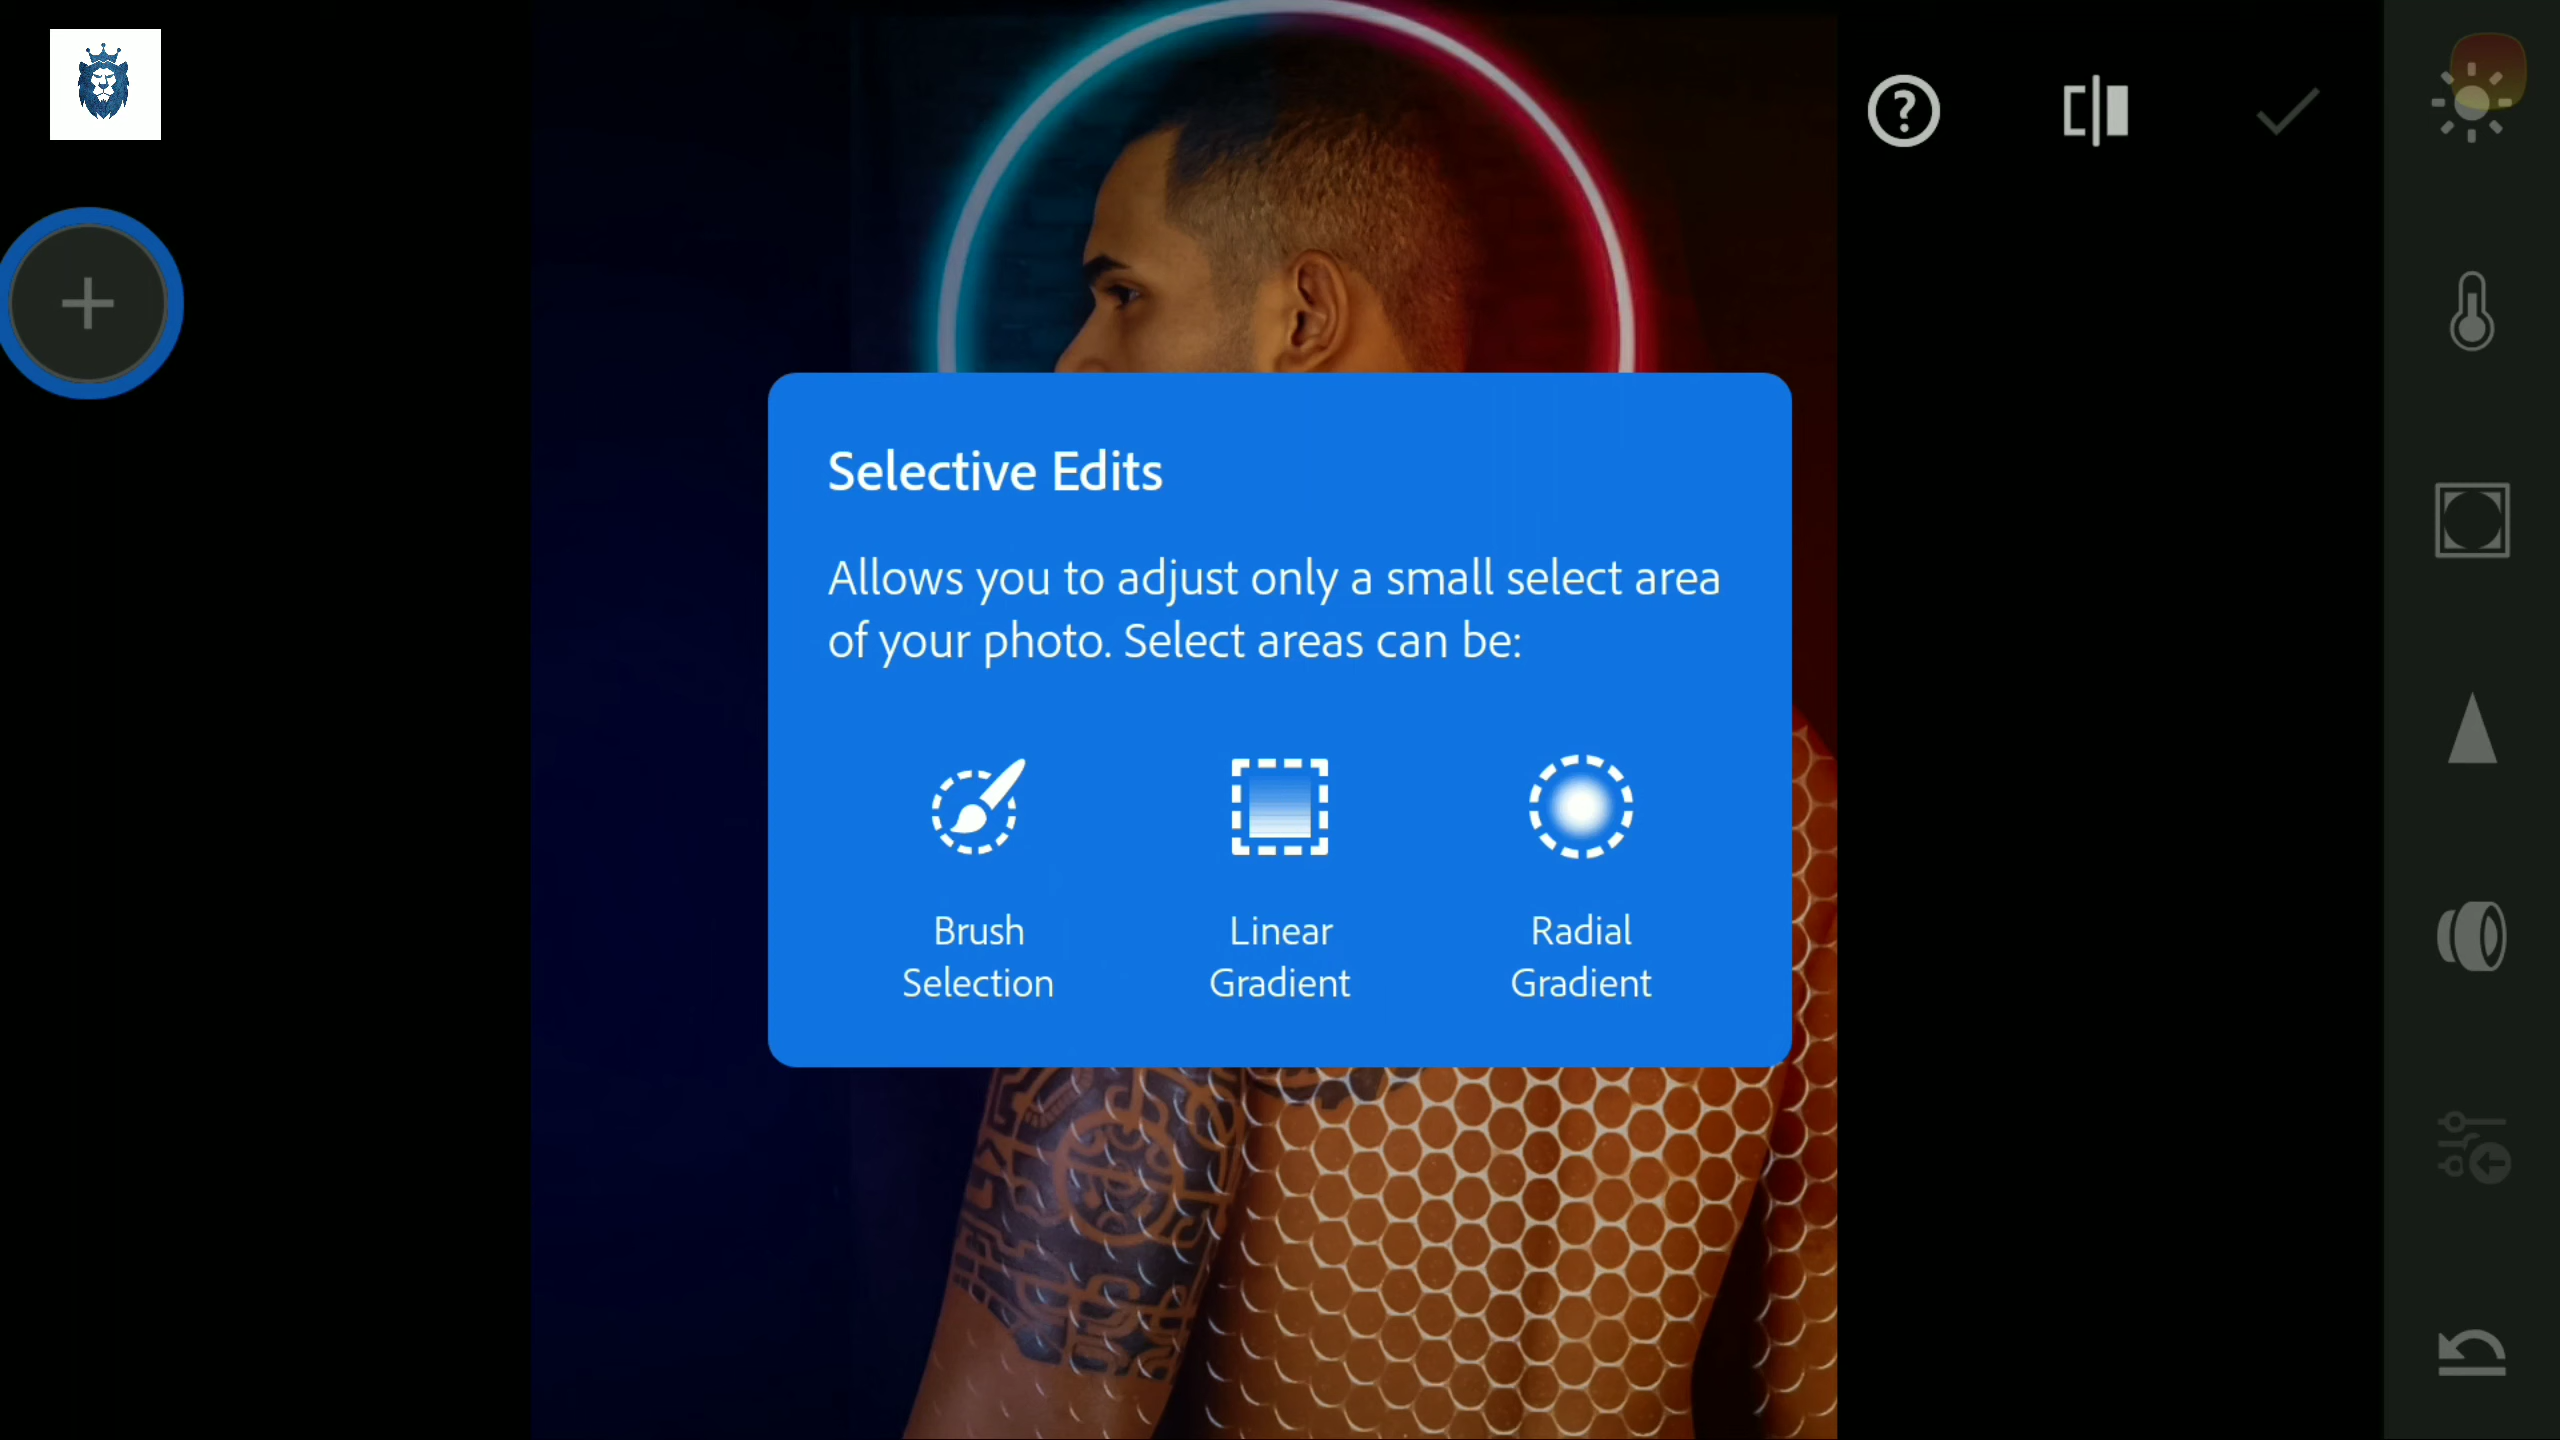 Selective Edits
Allows you to adjust only a small select area
of your photo. Select areas can be:
Brush
Selection
Linear
Gradient
Radial
Gradient